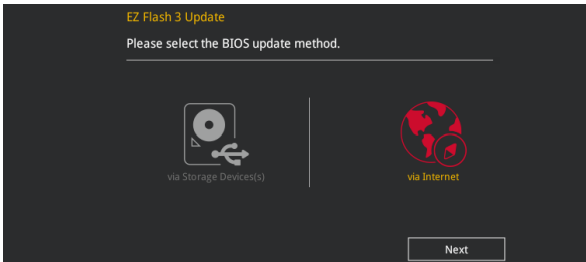 EZ Flash 3 Update
Please select the BIOS update method.
via Storage Devices(s)
via Internet
Next